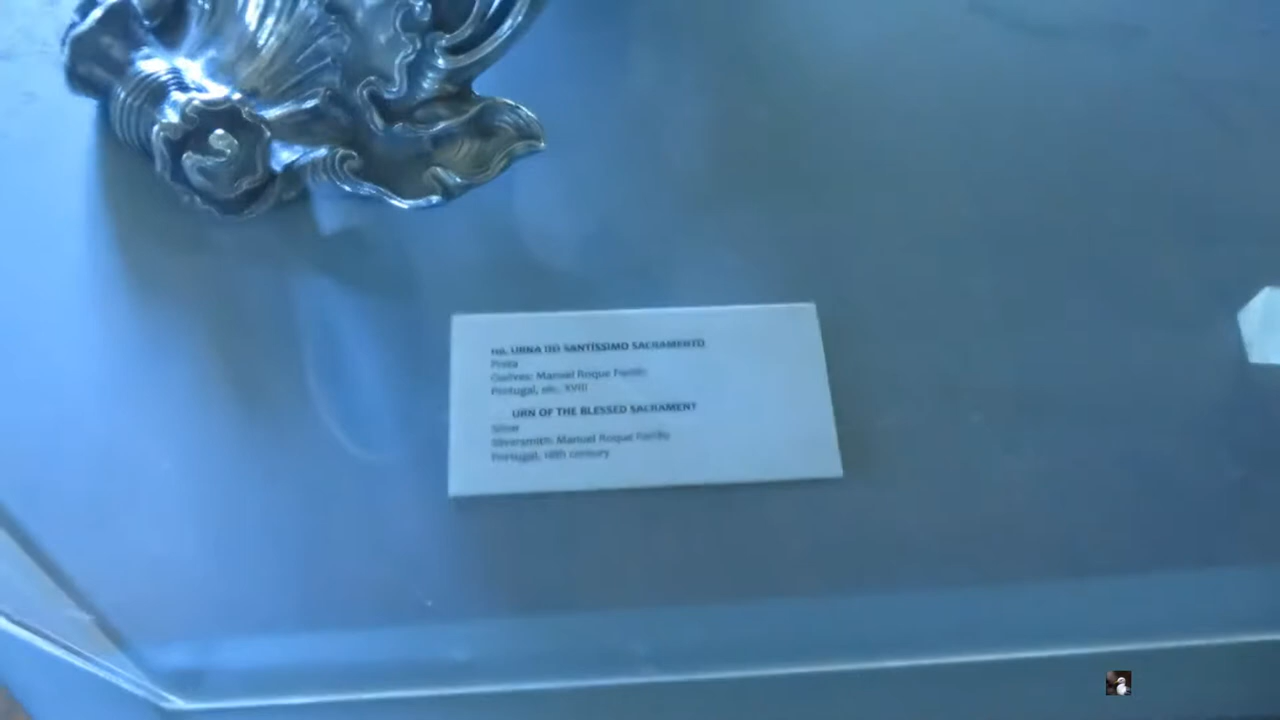 URNA DO SANTÍSSIMO SACRAMENTO
Prata
Ourives: Manuel Roque
Portugal, séc. XVIII
URN OF THE BLESSED SACRAMENT
Silver
Silversmith: Manuel Roque
Portugal, 18th century